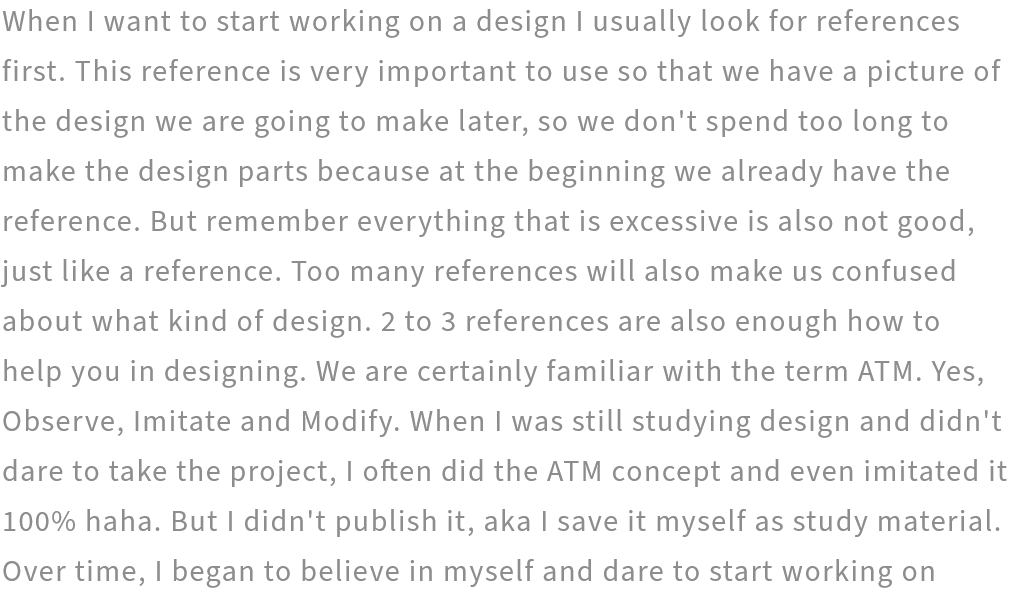 When I want to start working on a design I usually look for references
first. This reference is very important to use so that we have a picture of
the design we are going to make later, so we don't spend too long to
make the design parts because at the beginning we already have the
reference. But remember everything that is excessive is also not good,
just like a reference. Too many references will also make us confused
about what kind of design. 2 to 3 references are also enough how to
help you in designing. We are certainly familiar with the term ATM. Yes,
Observe, Imitate and Modify. When I was still studying design and didn't
dare to take the project, I often did the ATM concept and even imitated it
100% haha. But I didn't publish it, aka I save it myself as study material.
Over time, I began to believe in myself and dare to start working on